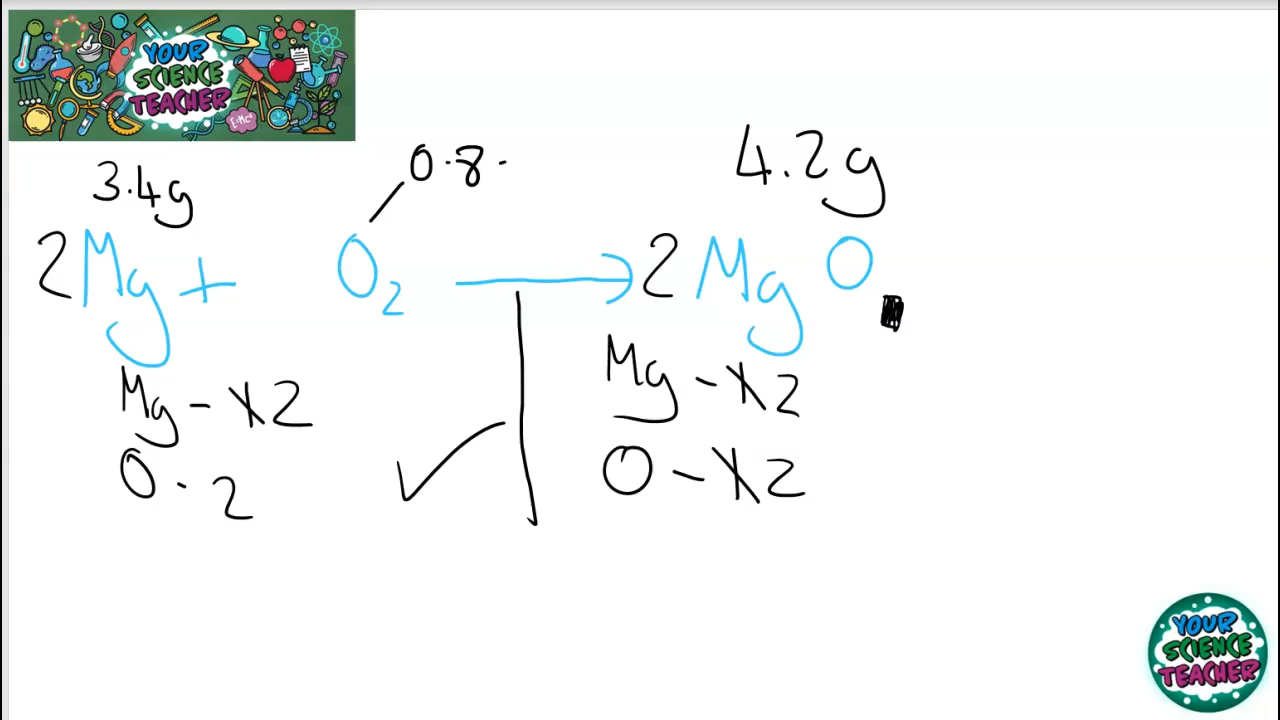 YOUR
SCIENCE
TEACHER
E=MC²
0.8.
4.2g
3.4g
2Mg + O₂ → 2MgO
Mg - X2
Mg - X2
O - 2
O - X2
YOUR
SCIENCE
TEACHER